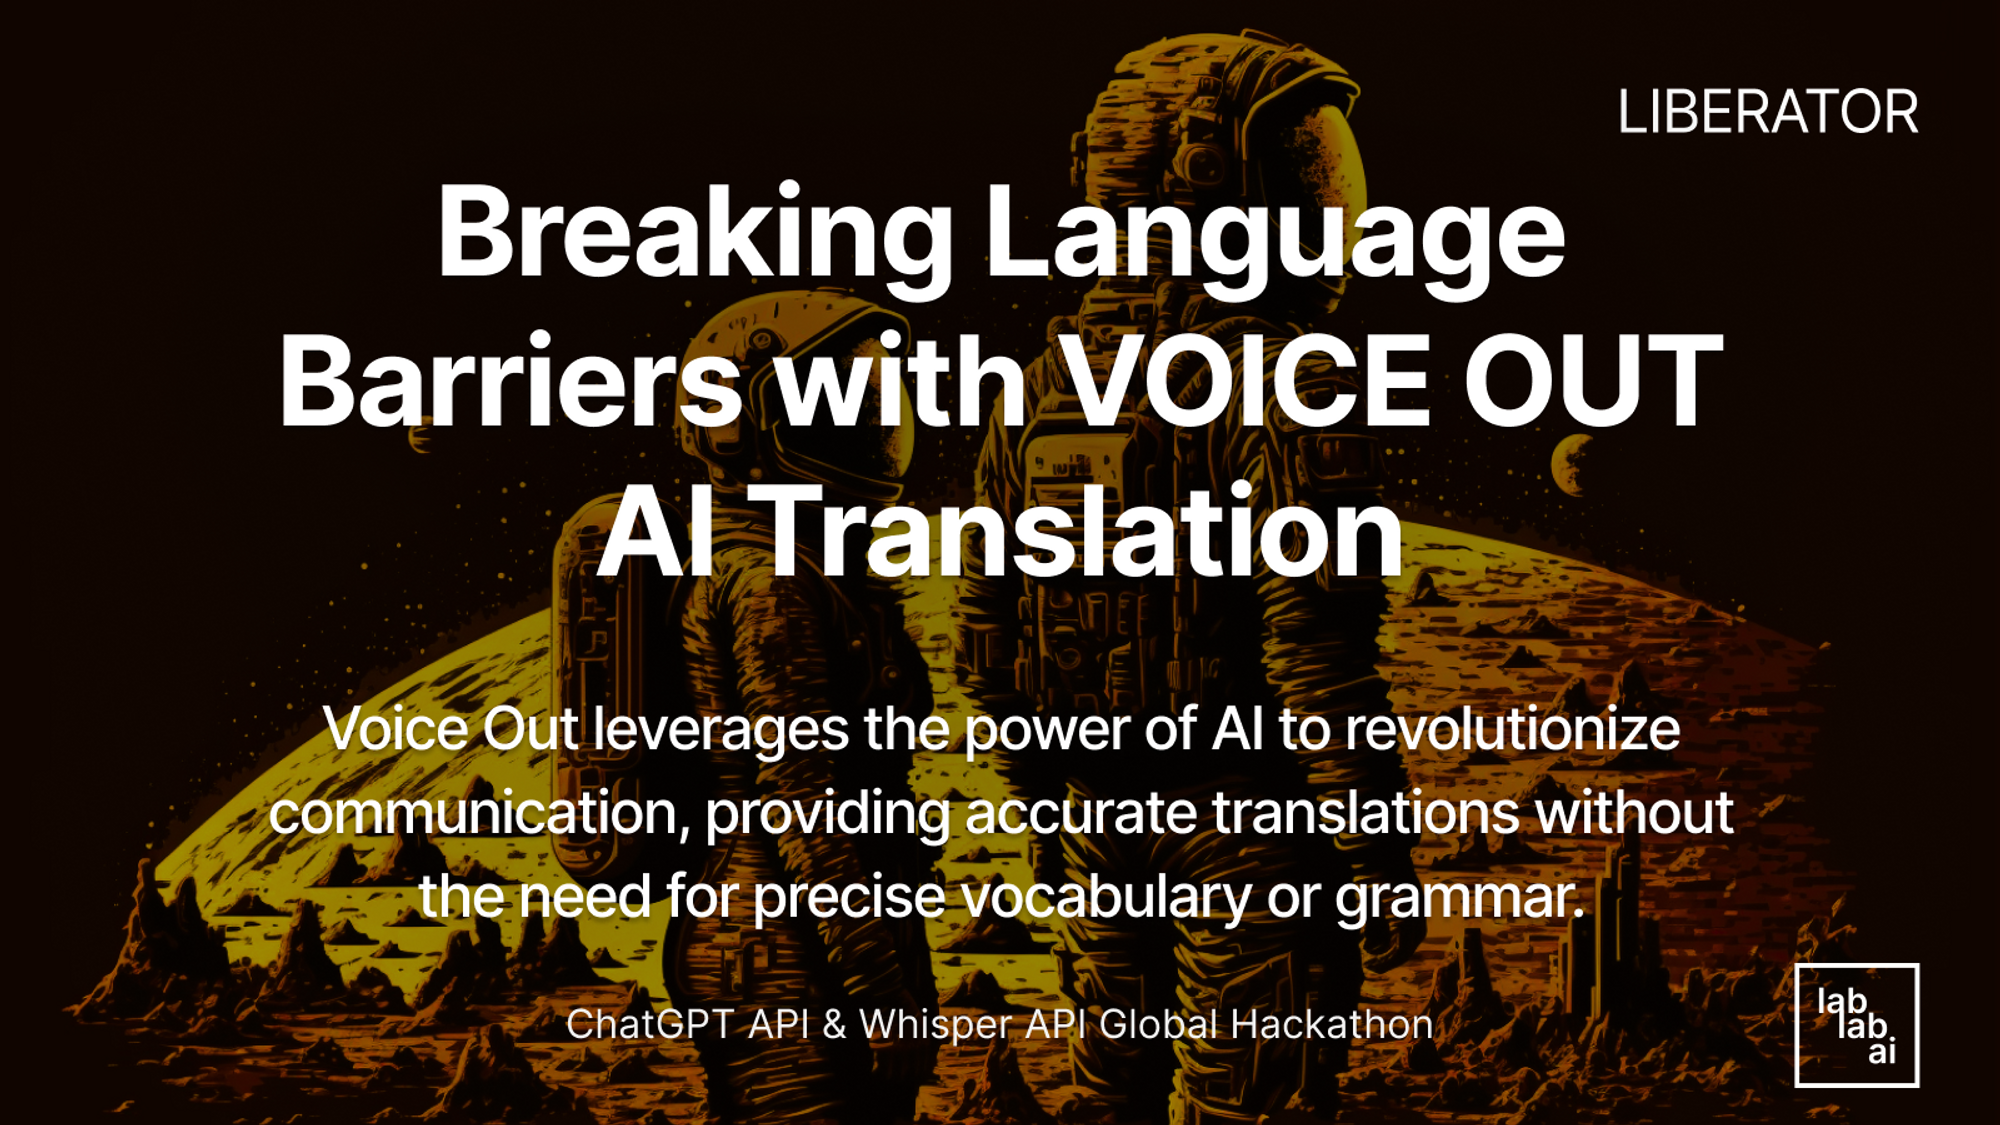 LIBERATOR
Breaking Language
Barriers with VOICE OUT
AI Translation
Voice Out leverages the power of AI to revolutionize
communication, providing accurate translations without
the need for precise vocabulary or grammar.
ChatGPT API & Whisper API Global Hackathon
lab
lab
ai